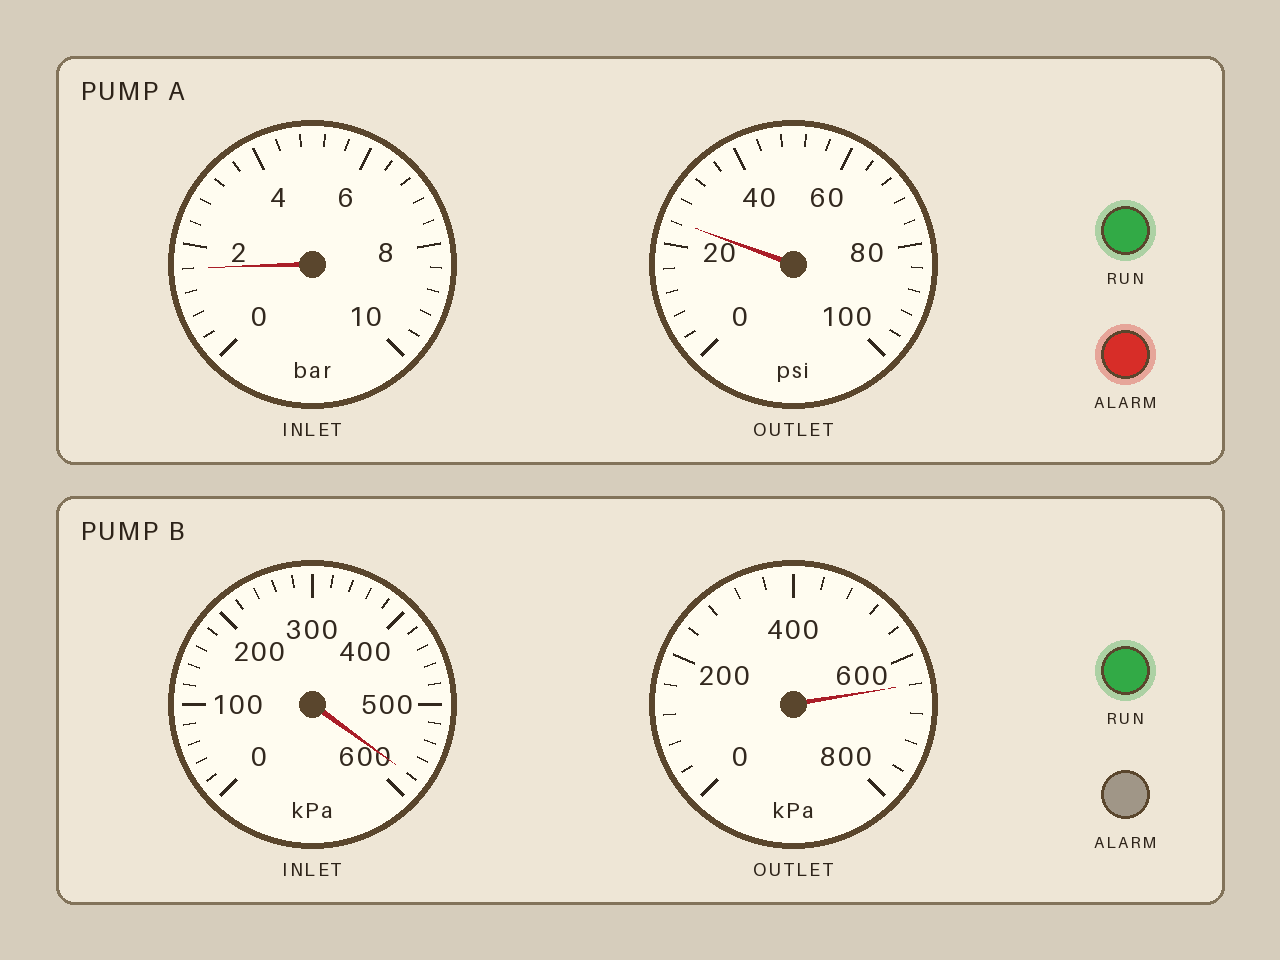 PUMP A
4 6
2 8
0 10
bar
INLET
40 60
20 80
0 100
psi
OUTLET
RUN
ALARM
PUMP B
300
200 400
100 500
0 600
kPa
INLET
400
200 600
0 800
kPa
OUTLET
RUN
ALARM